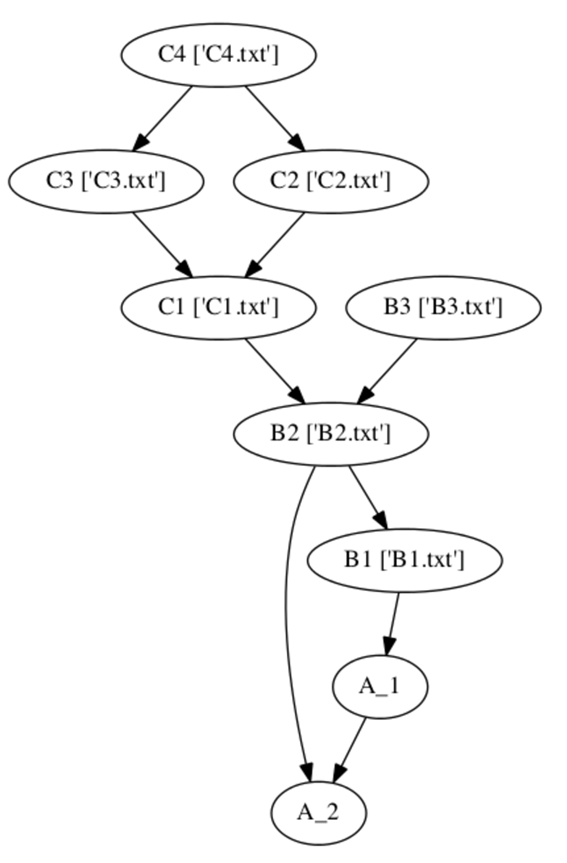 C4 ['C4.txt']
C3 ['C3.txt']
C2 ['C2.txt']
C1 ['C1.txt']
B3 ['B3.txt']
B2 ['B2.txt']
B1 ['B1.txt']
A_1
A_2